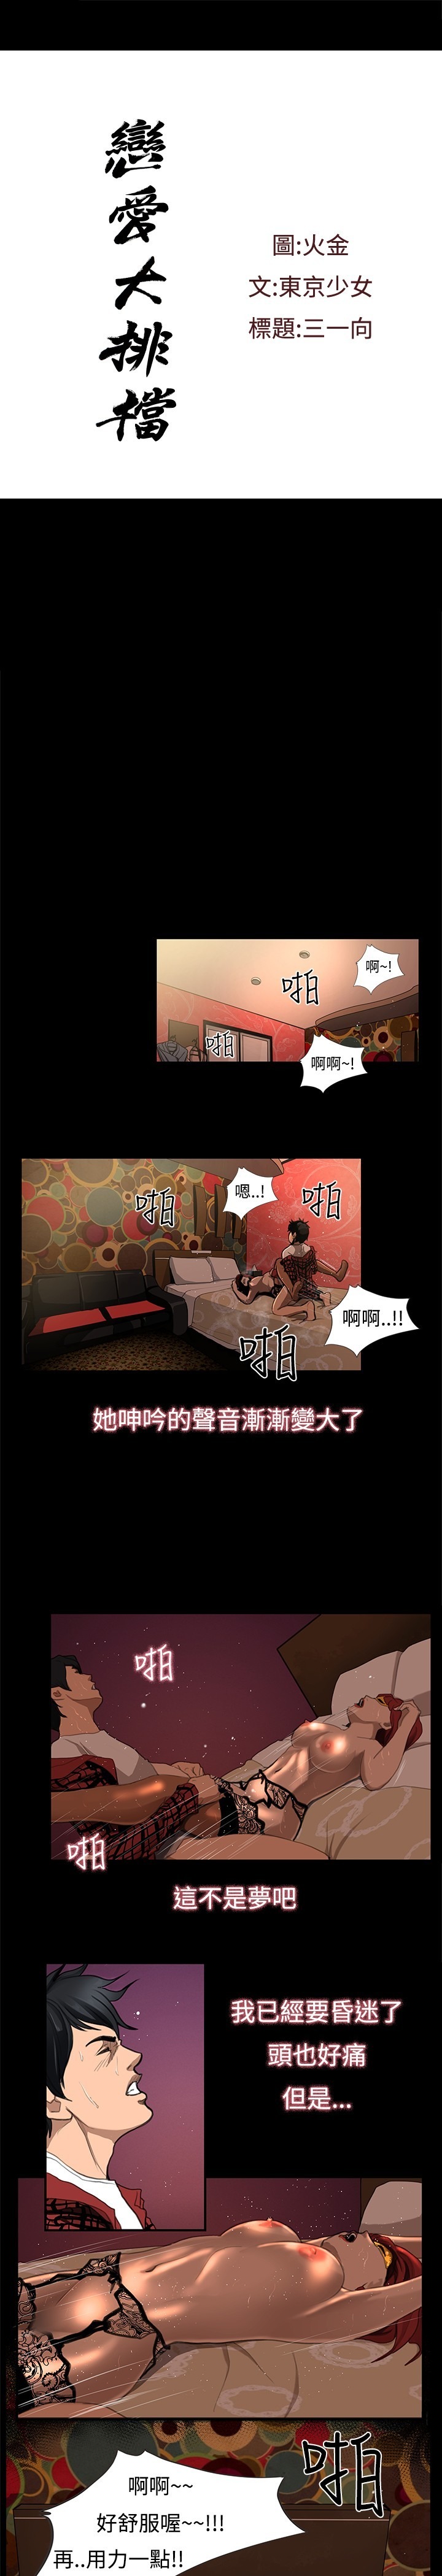 戀愛大排檔
圖:火金
文:東京少女
標題:三一向
啊~!
啪
啪
啊啊~!
嗯..!
啪
啪
啊啊..!!
啪
她呻吟的聲音漸漸變大了
啪
啪
這不是夢吧
我已經要昏迷了
頭也好痛
但是...
啪
啊啊~~
好舒服喔~~!!!
再..用力一點!!